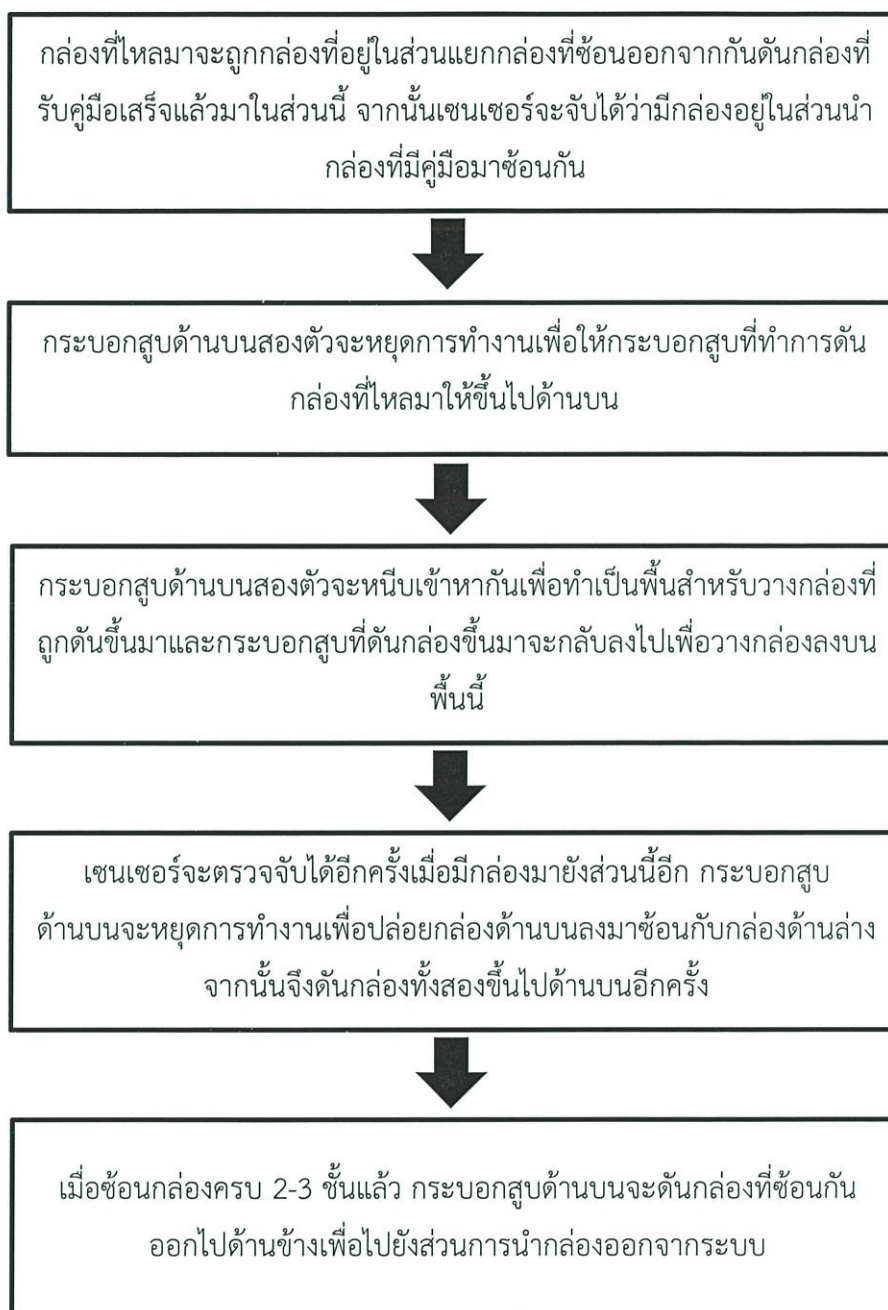 กล่องที่ไหลมาจะถูกกล่องที่อยู่ในส่วนแยกกล่องที่ซ้อนออกจากกันดันกล่องที่
รับคู่มือเสร็จแล้วมาในส่วนนี้ จากนั้นเซนเซอร์จะจับได้ว่ามีกล่องอยู่ในส่วนนำ
กล่องที่มีคู่มือมาซ้อนกัน
กระบอกสูบด้านบนสองตัวจะหยุดการทำงานเพื่อให้กระบอกสูบที่ทำการดัน
กล่องที่ไหลมาให้ขึ้นไปด้านบน
กระบอกสูบด้านบนสองตัวจะหนีบเข้าหากันเพื่อทำเป็นพื้นสำหรับวางกล่องที่
ถูกดันขึ้นมาและกระบอกสูบที่ดันกล่องขึ้นมาจะกลับลงไปเพื่อวางกล่องลงบน
พื้นนี้
เซนเซอร์จะตรวจจับได้อีกครั้งเมื่อมีกล่องมายังส่วนนี้อีก กระบอกสูบ
ด้านบนจะหยุดการทำงานเพื่อปล่อยกล่องด้านบนลงมาซ้อนกับกล่องด้านล่าง
จากนั้นจึงดันกล่องทั้งสองขึ้นไปด้านบนอีกครั้ง
เมื่อซ้อนกล่องครบ 2-3 ชั้นแล้ว กระบอกสูบด้านบนจะดันกล่องที่ซ้อนกัน
ออกไปด้านข้างเพื่อไปยังส่วนการนำกล่องออกจากระบบ